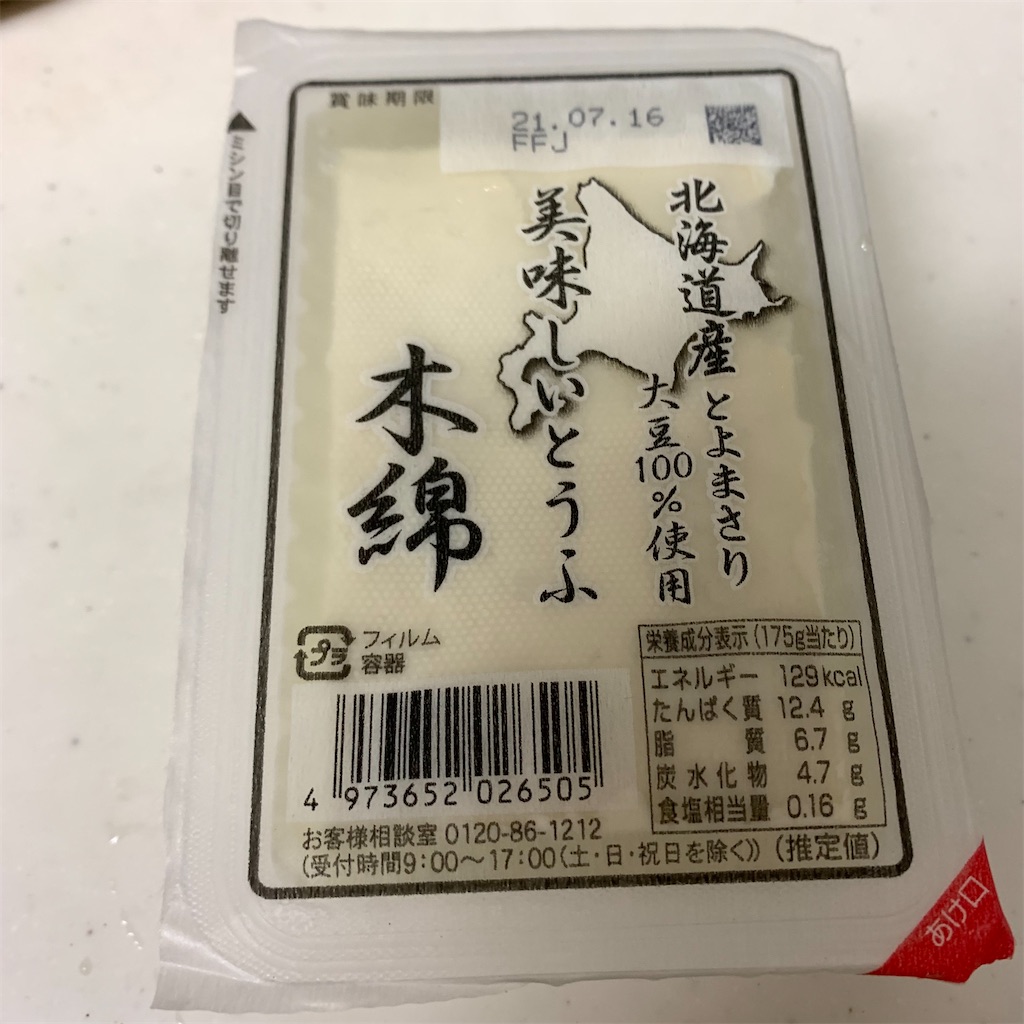 賞味期限
21.07.16
FFJ
ミシン目で切り離せます
北海道産とよまさり
大豆100%使用
美味しいとうふ
木綿
プラ
フィルム
容器
4 973652 026505
お客様相談室 0120-86-1212
(受付時間9:00〜17:00(土・日・祝日を除く))
栄養成分表示(175g当たり)
エネルギー 129kcal
たんぱく質 12.4 g
脂質 6.7 g
炭水化物 4.7 g
食塩相当量 0.16 g
(推定値)
あけ口